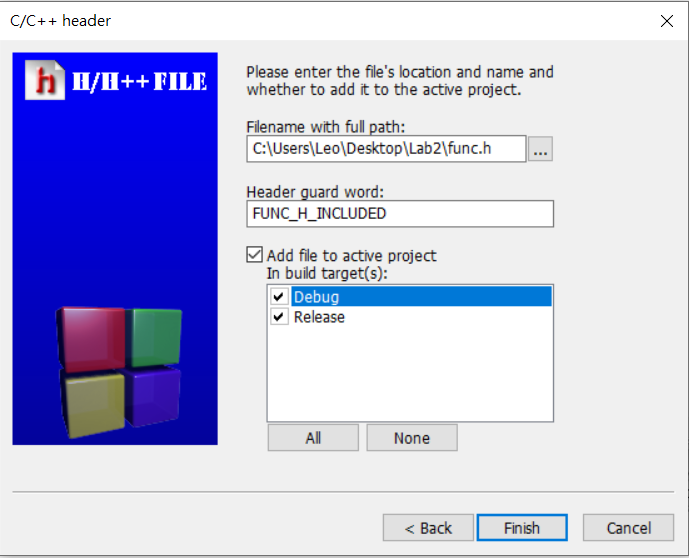 C/C++ header
h H/H++ FILE
Please enter the file's location and name and
whether to add it to the active project.
Filename with full path:
C:\Users\Leo\Desktop\Lab2\func.h
...
Header guard word:
FUNC_H_INCLUDED
Add file to active project
In build target(s):
Debug
Release
All None
< Back Finish Cancel